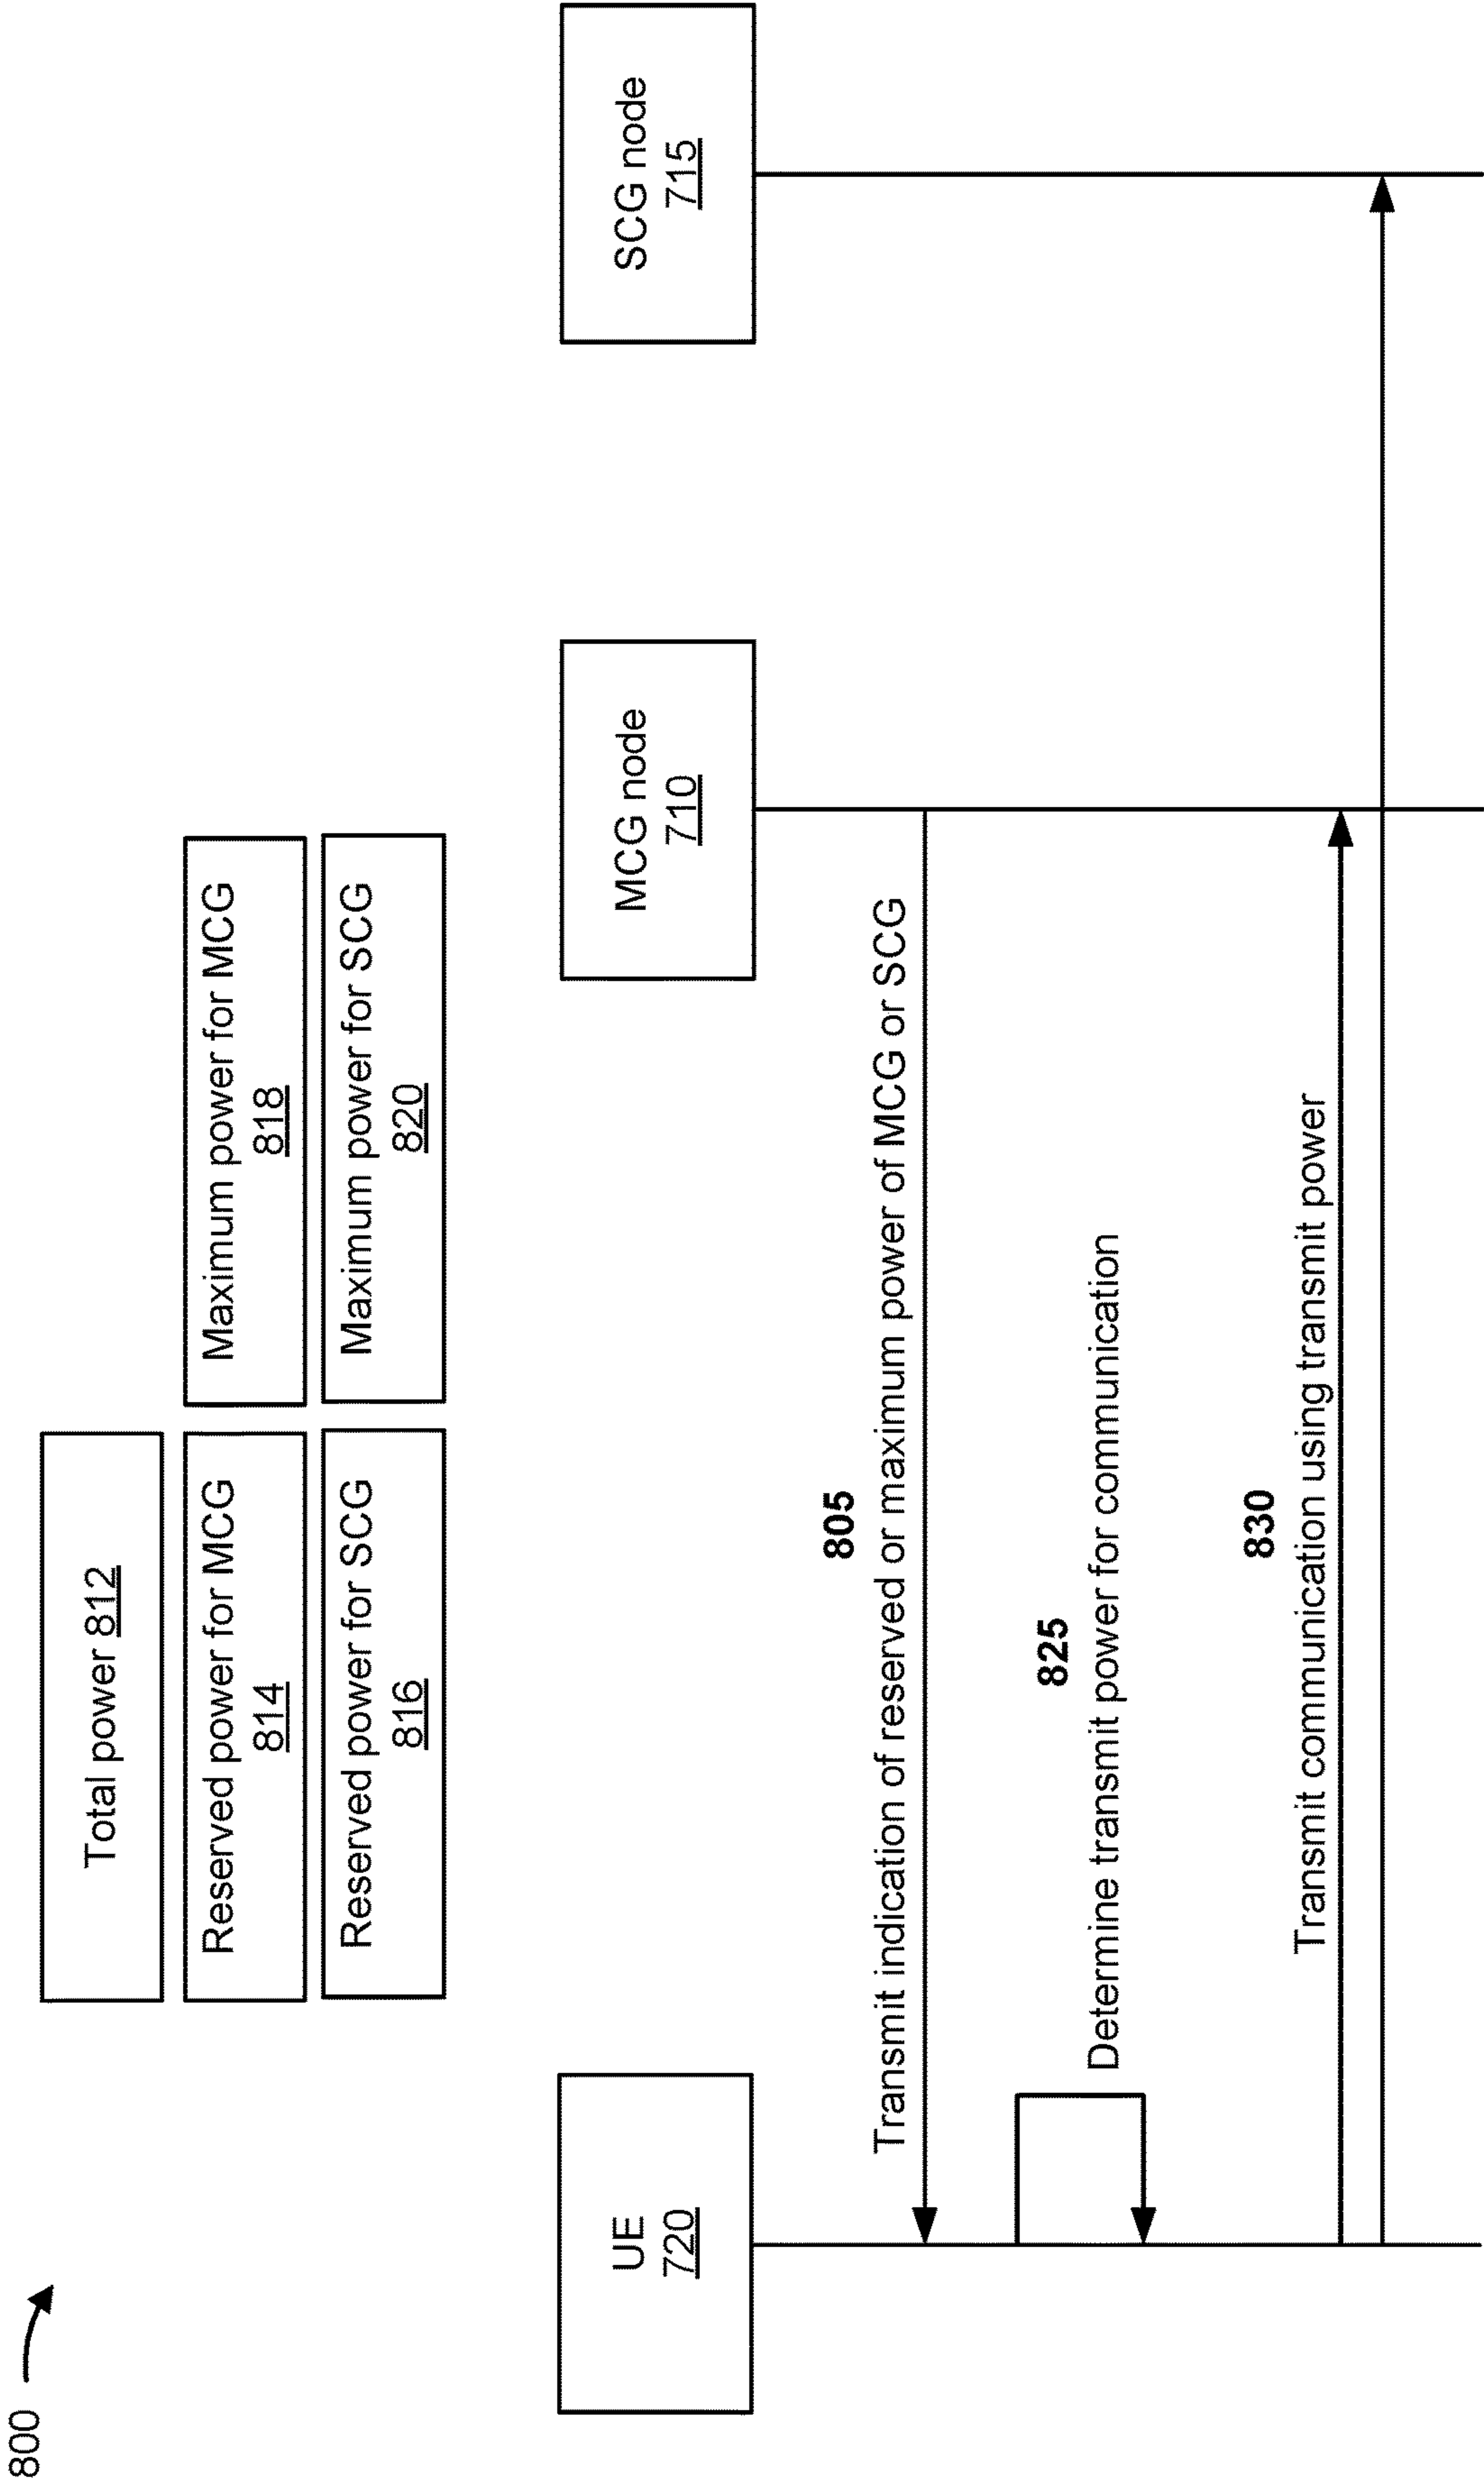 800
Total power 812
Reserved power for MCG
814
Maximum power for MCG
818
Reserved power for SCG
816
Maximum power for SCG
820
UE
720
MCG node
710
SCG node
715
805
Transmit indication of reserved or maximum power of MCG or SCG
825
Determine transmit power for communication
830
Transmit communication using transmit power